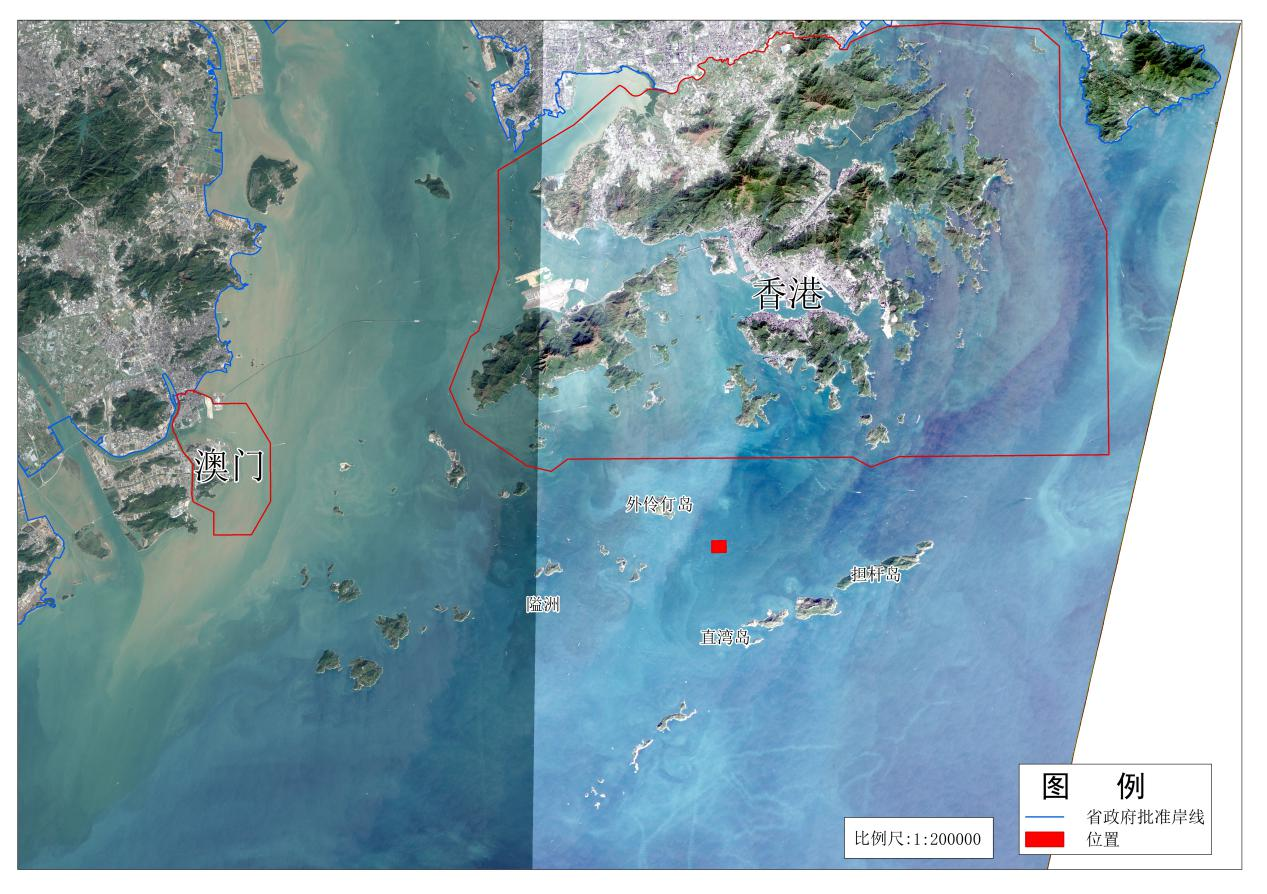 香港
澳门
外伶仃岛
担杆岛
隘洲
直湾岛
图 例
省政府批准岸线
位置
比例尺:1:200000